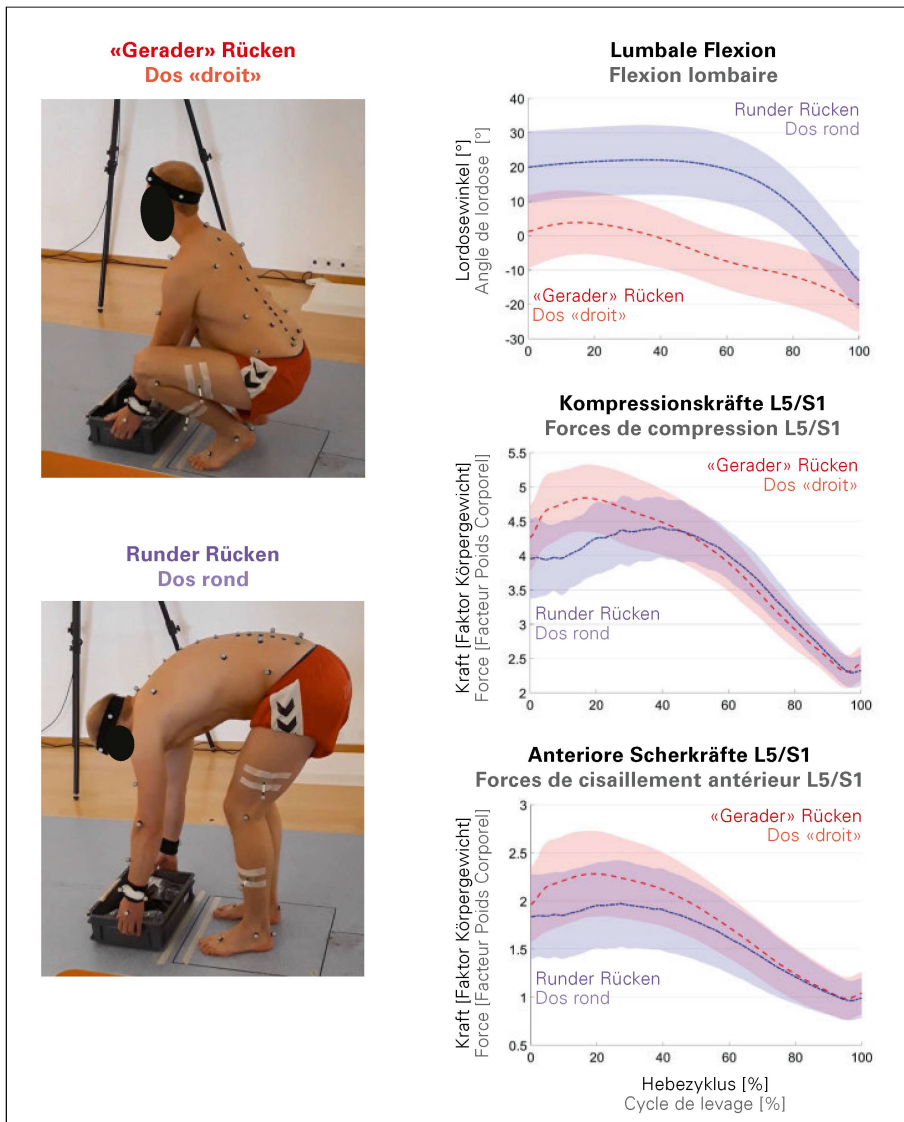 «Gerader» Rücken
Dos «droit»
Runder Rücken
Dos rond
Lumbale Flexion
Flexion lombaire
Lordosewinkel [°]
Angle de lordose [°]
40
30
20
10
0
-10
-20
-30
0 20 40 60 80 100
Runder Rücken
Dos rond
«Gerader» Rücken
Dos «droit»
Kompressionskräfte L5/S1
Forces de compression L5/S1
Kraft [Faktor Körpergewicht]
Force [Facteur Poids Corporel]
5.5
5
4.5
4
3.5
3
2.5
2
0 20 40 60 80 100
«Gerader» Rücken
Dos «droit»
Runder Rücken
Dos rond
Anteriore Scherkräfte L5/S1
Forces de cisaillement antérieur L5/S1
Kraft [Faktor Körpergewicht]
Force [Facteur Poids Corporel]
3
2.5
2
1.5
1
0.5
0 20 40 60 80 100
«Gerader» Rücken
Dos «droit»
Runder Rücken
Dos rond
Hebezyklus [%]
Cycle de levage [%]